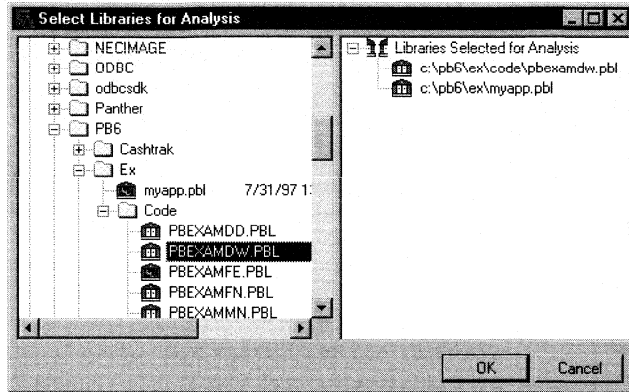 Select Libraries for Analysis
NECIMAGE
ODBC
odbcsdk
Panther
PB6
Cashtrak
Ex
myapp.pbl 7/31/97 1
Code
PBEXAMDD.PBL
PBEXAMDW.PBL
PBEXAMFE.PBL
PBEXAMFN.PBL
PBEXAMMN.PBL
Libraries Selected for Analysis
c:\pb6\ex\code\pbexamdw.pbl
c:\pb6\ex\myapp.pbl
OK Cancel